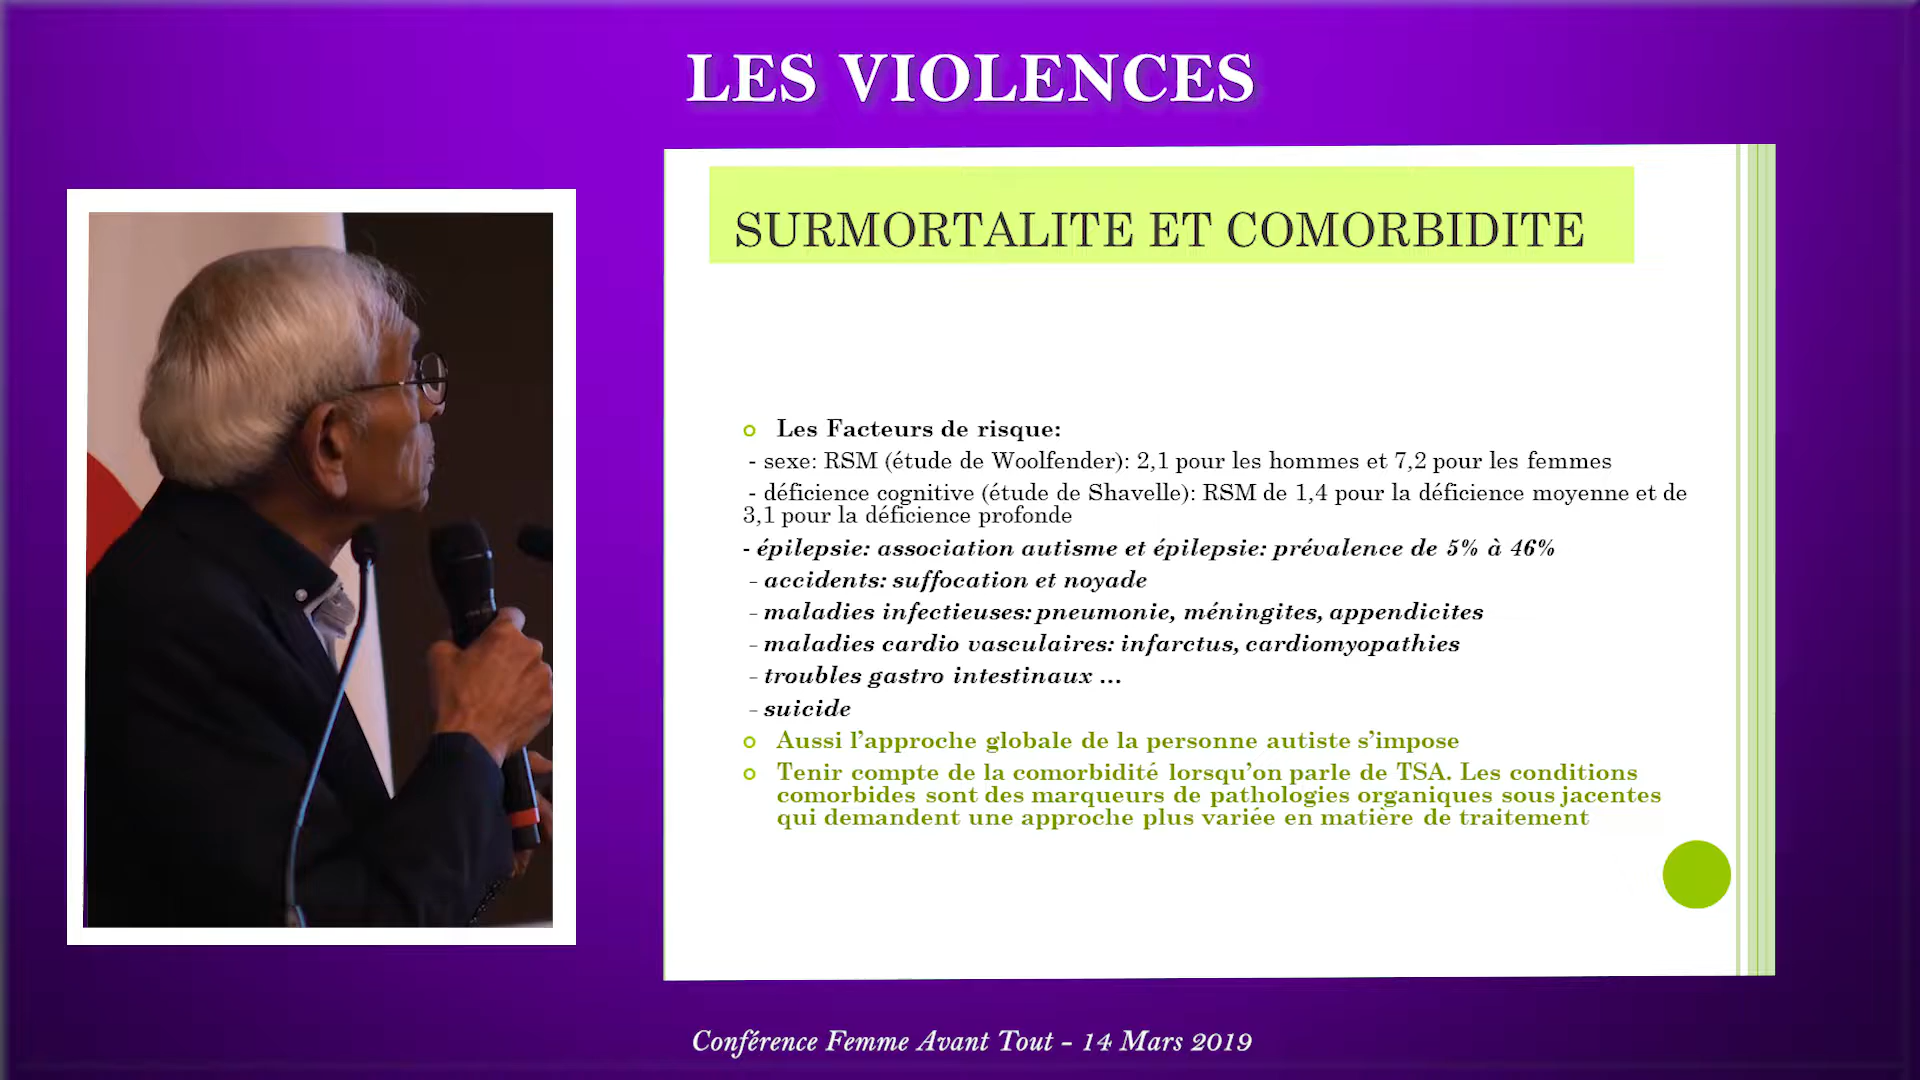 LES VIOLENCES
SURMORTALITE ET COMORBIDITE
Les Facteurs de risque:
- sexe: RSM (étude de Woolfender): 2,1 pour les hommes et 7,2 pour les femmes
- déficience cognitive (étude de Shavelle): RSM de 1,4 pour la déficience moyenne et de
3,1 pour la déficience profonde
- épilepsie: association autisme et épilepsie: prévalence de 5% à 46%
- accidents: suffocation et noyade
- maladies infectieuses: pneumonie, méningites, appendicites
- maladies cardio vasculaires: infarctus, cardiomyopathies
- troubles gastro intestinaux ...
- suicide
Aussi l'approche globale de la personne autiste s'impose
Tenir compte de la comorbidité lorsqu'on parle de TSA. Les conditions
comorbides sont des marqueurs de pathologies organiques sous jacentes
qui demandent une approche plus variée en matière de traitement
Conférence Femme Avant Tout - 14 Mars 2019